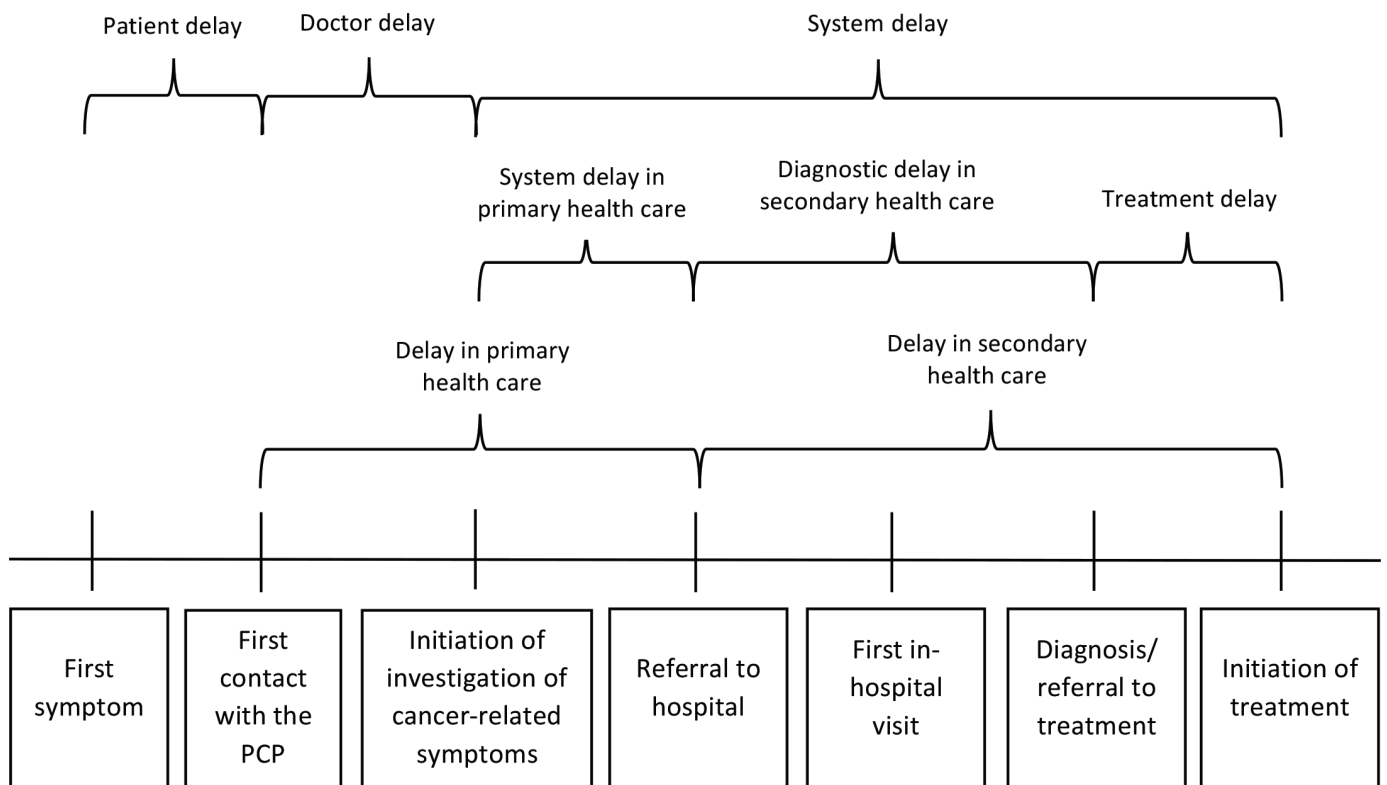 Patient delay
Doctor delay
System delay
System delay in
primary health care
Diagnostic delay in
secondary health care
Treatment delay
Delay in primary
health care
Delay in secondary
health care
First
symptom
First
contact
with the
PCP
Initiation of
investigation of
cancer-related
symptoms
Referral to
hospital
First in-
hospital
visit
Diagnosis/
referral to
treatment
Initiation of
treatment